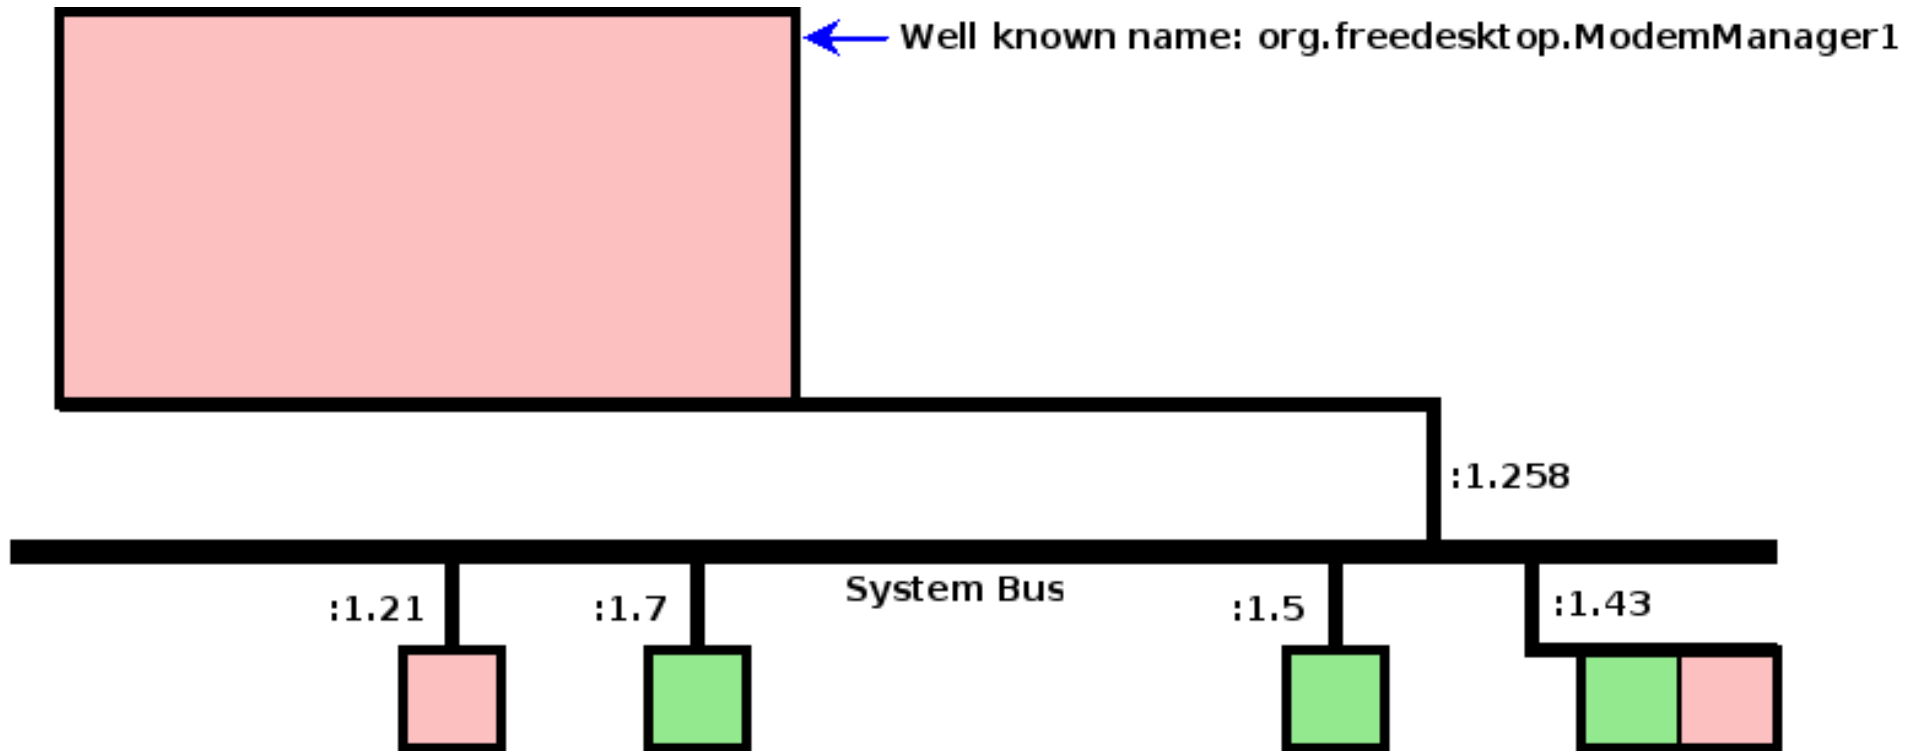 Well known name: org.freedesktop.ModemManager1
:1.258
System Bus
:1.21
:1.7
:1.5
:1.43